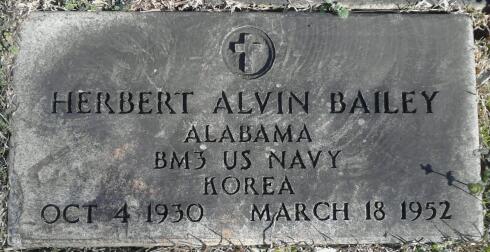 HERBERT ALVIN BAILEY
ALABAMA
BM3 US NAVY
KOREA
OCT 4 1930 MARCH 18 1952